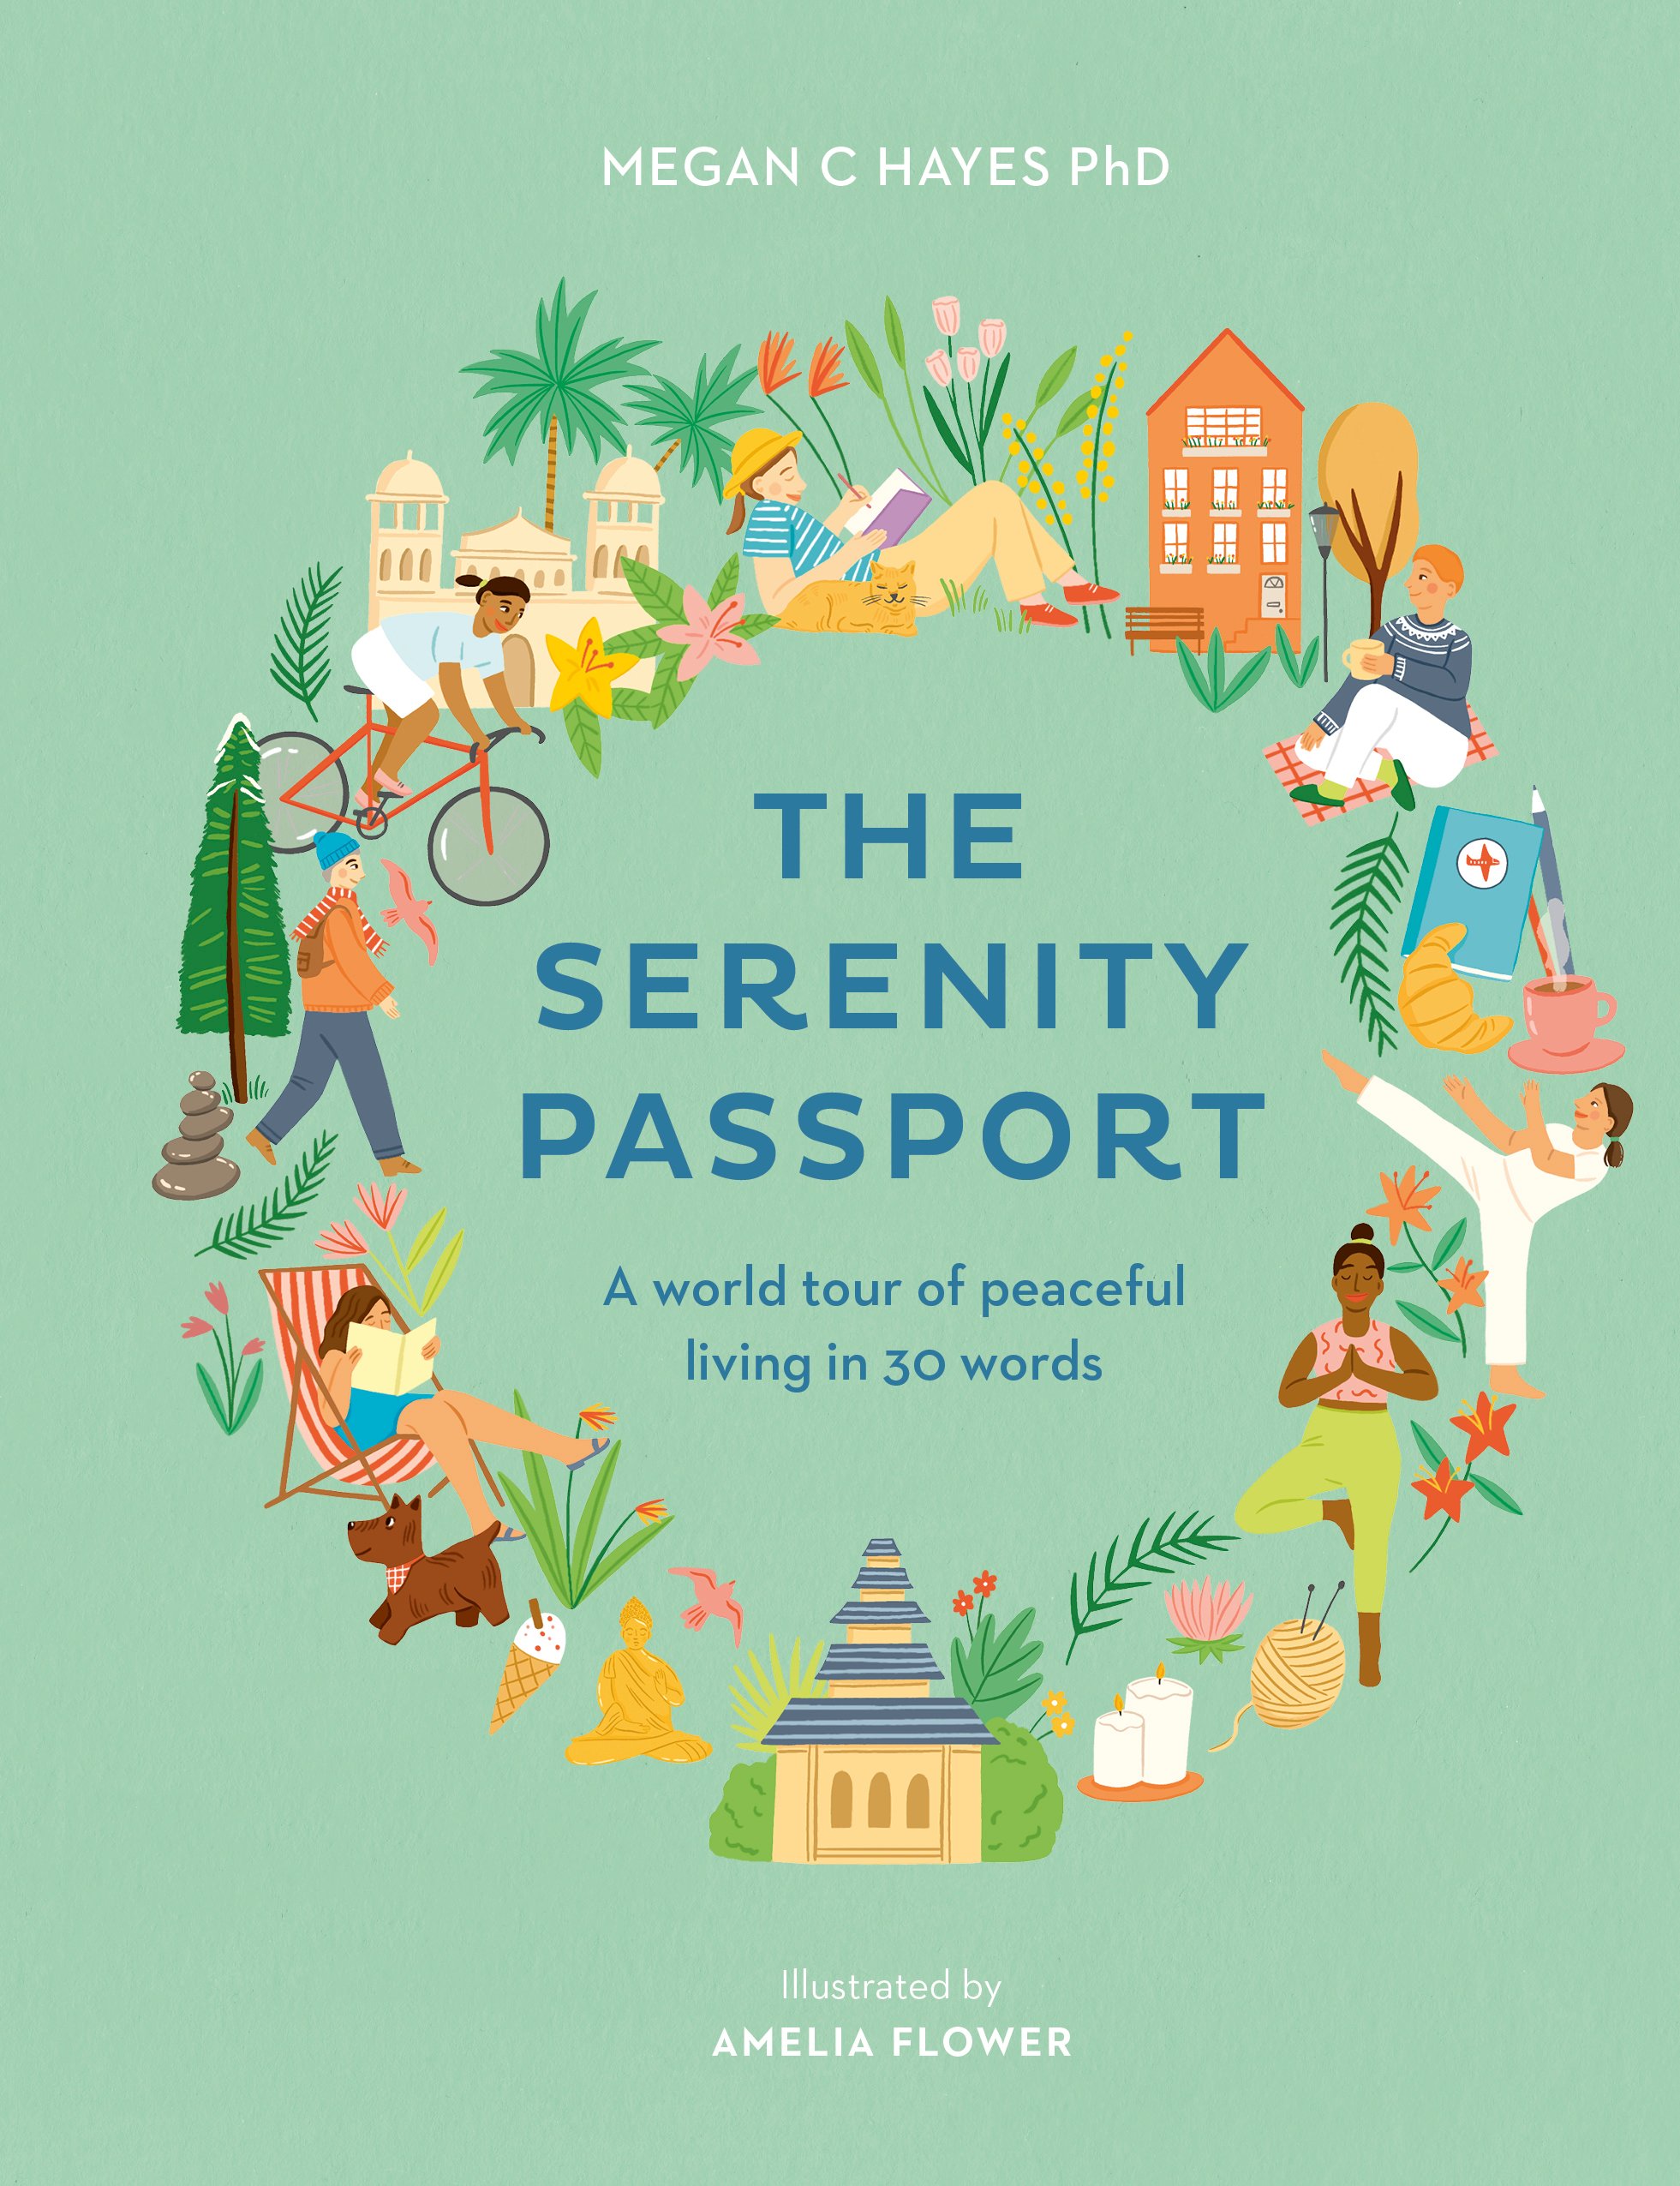 MEGAN C HAYES PhD
THE
SERENITY
PASSPORT
A world tour of peaceful
living in 30 words
Illustrated by
AMELIA FLOWER